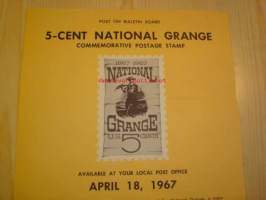 POST ON BULLETIN BOARD
5-CENT NATIONAL GRANGE
COMMEMORATIVE POSTAGE STAMP
1867 1967
NATIONAL
GRANGE
U.S. 5 CENTS
AVAILABLE AT YOUR LOCAL POST OFFICE
APRIL 18, 1967